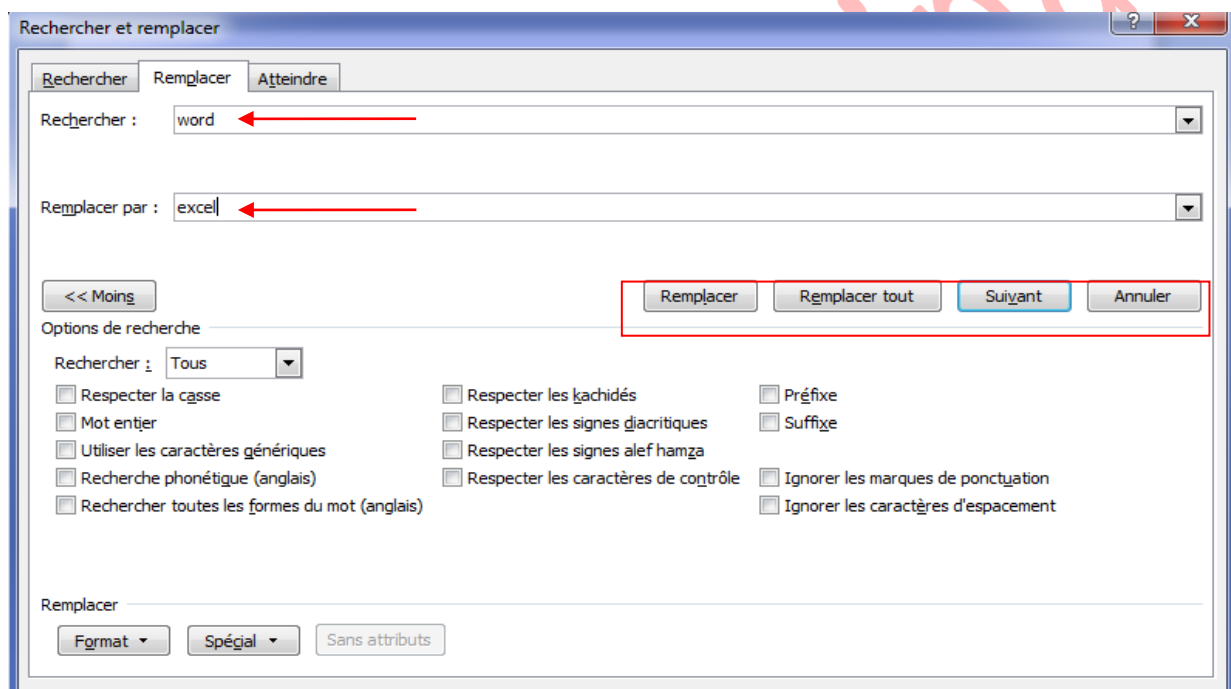 Rechercher et remplacer
Rechercher Remplacer Atteindre
Rechercher : word
Remplacer par : excel
<< Moins Remplacer Remplacer tout Suivant Annuler
Options de recherche
Rechercher : Tous
Respecter la casse Respecter les kachidés Préfixe
Mot entier Respecter les signes diacritiques Suffixe
Utiliser les caractères génériques Respecter les signes alef hamza
Recherche phonétique (anglais) Respecter les caractères de contrôle Ignorer les marques de ponctuation
Rechercher toutes les formes du mot (anglais) Ignorer les caractères d'espacement
Remplacer
Format Spécial Sans attributs